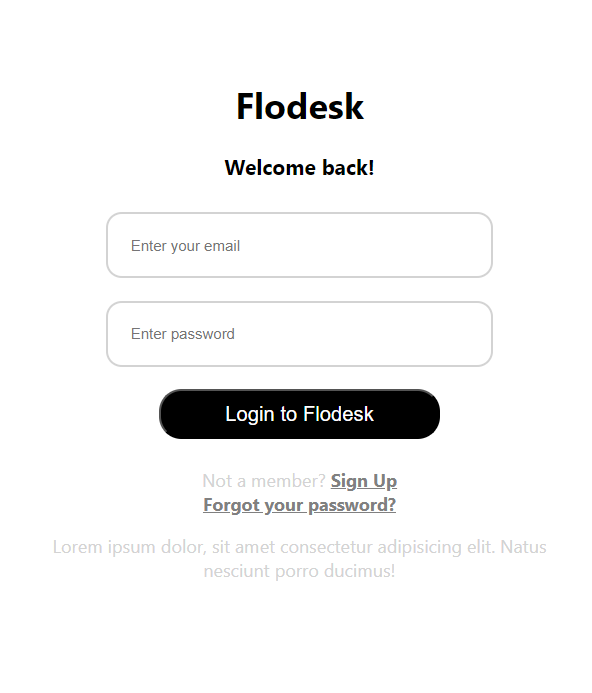 Flodesk
Welcome back!
Enter your email
Enter password
Login to Flodesk
Not a member? Sign Up
Forgot your password?
Lorem ipsum dolor, sit amet consectetur adipisicing elit. Natus
nesciunt porro ducimus!